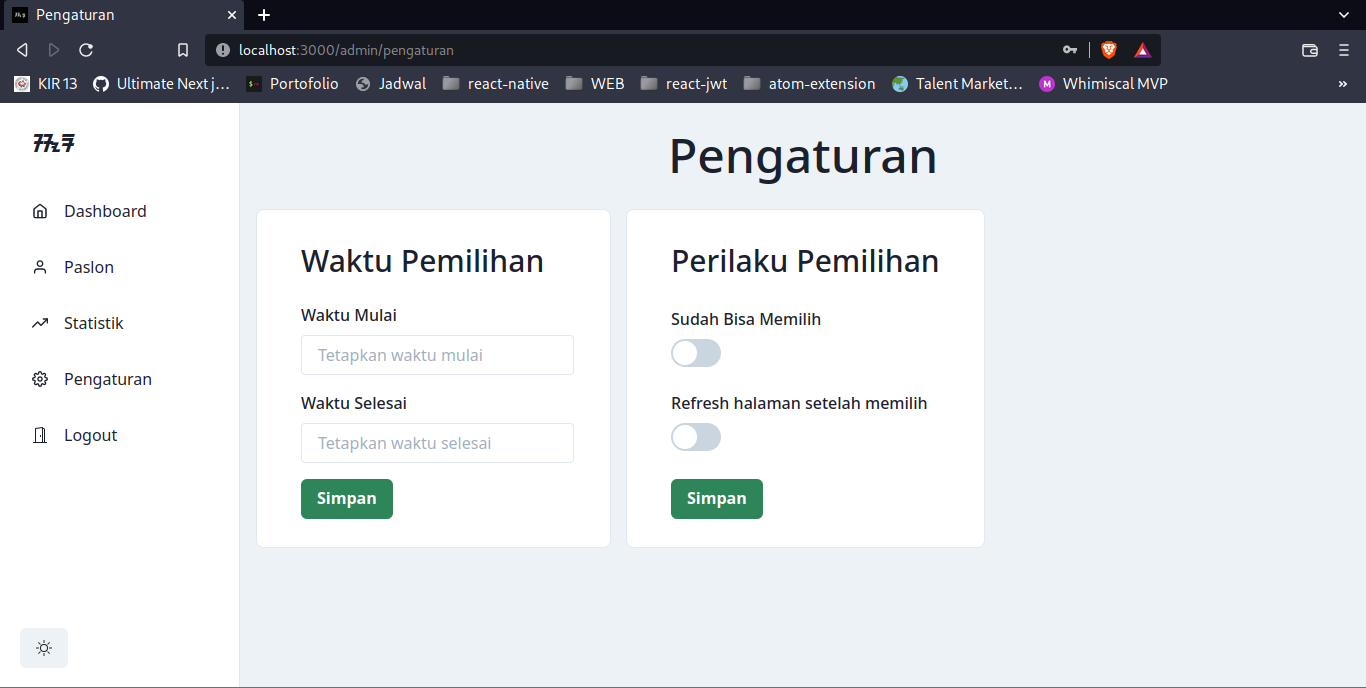 Pengaturan
localhost:3000/admin/pengaturan
KIR 13 Ultimate Next j... Portofolio Jadwal react-native WEB react-jwt atom-extension Talent Market... M Whimiscal MVP »
Pengaturan
Dashboard
Paslon
Statistik
Pengaturan
Logout
Waktu Pemilihan
Waktu Mulai
Tetapkan waktu mulai
Waktu Selesai
Tetapkan waktu selesai
Simpan
Perilaku Pemilihan
Sudah Bisa Memilih
Refresh halaman setelah memilih
Simpan